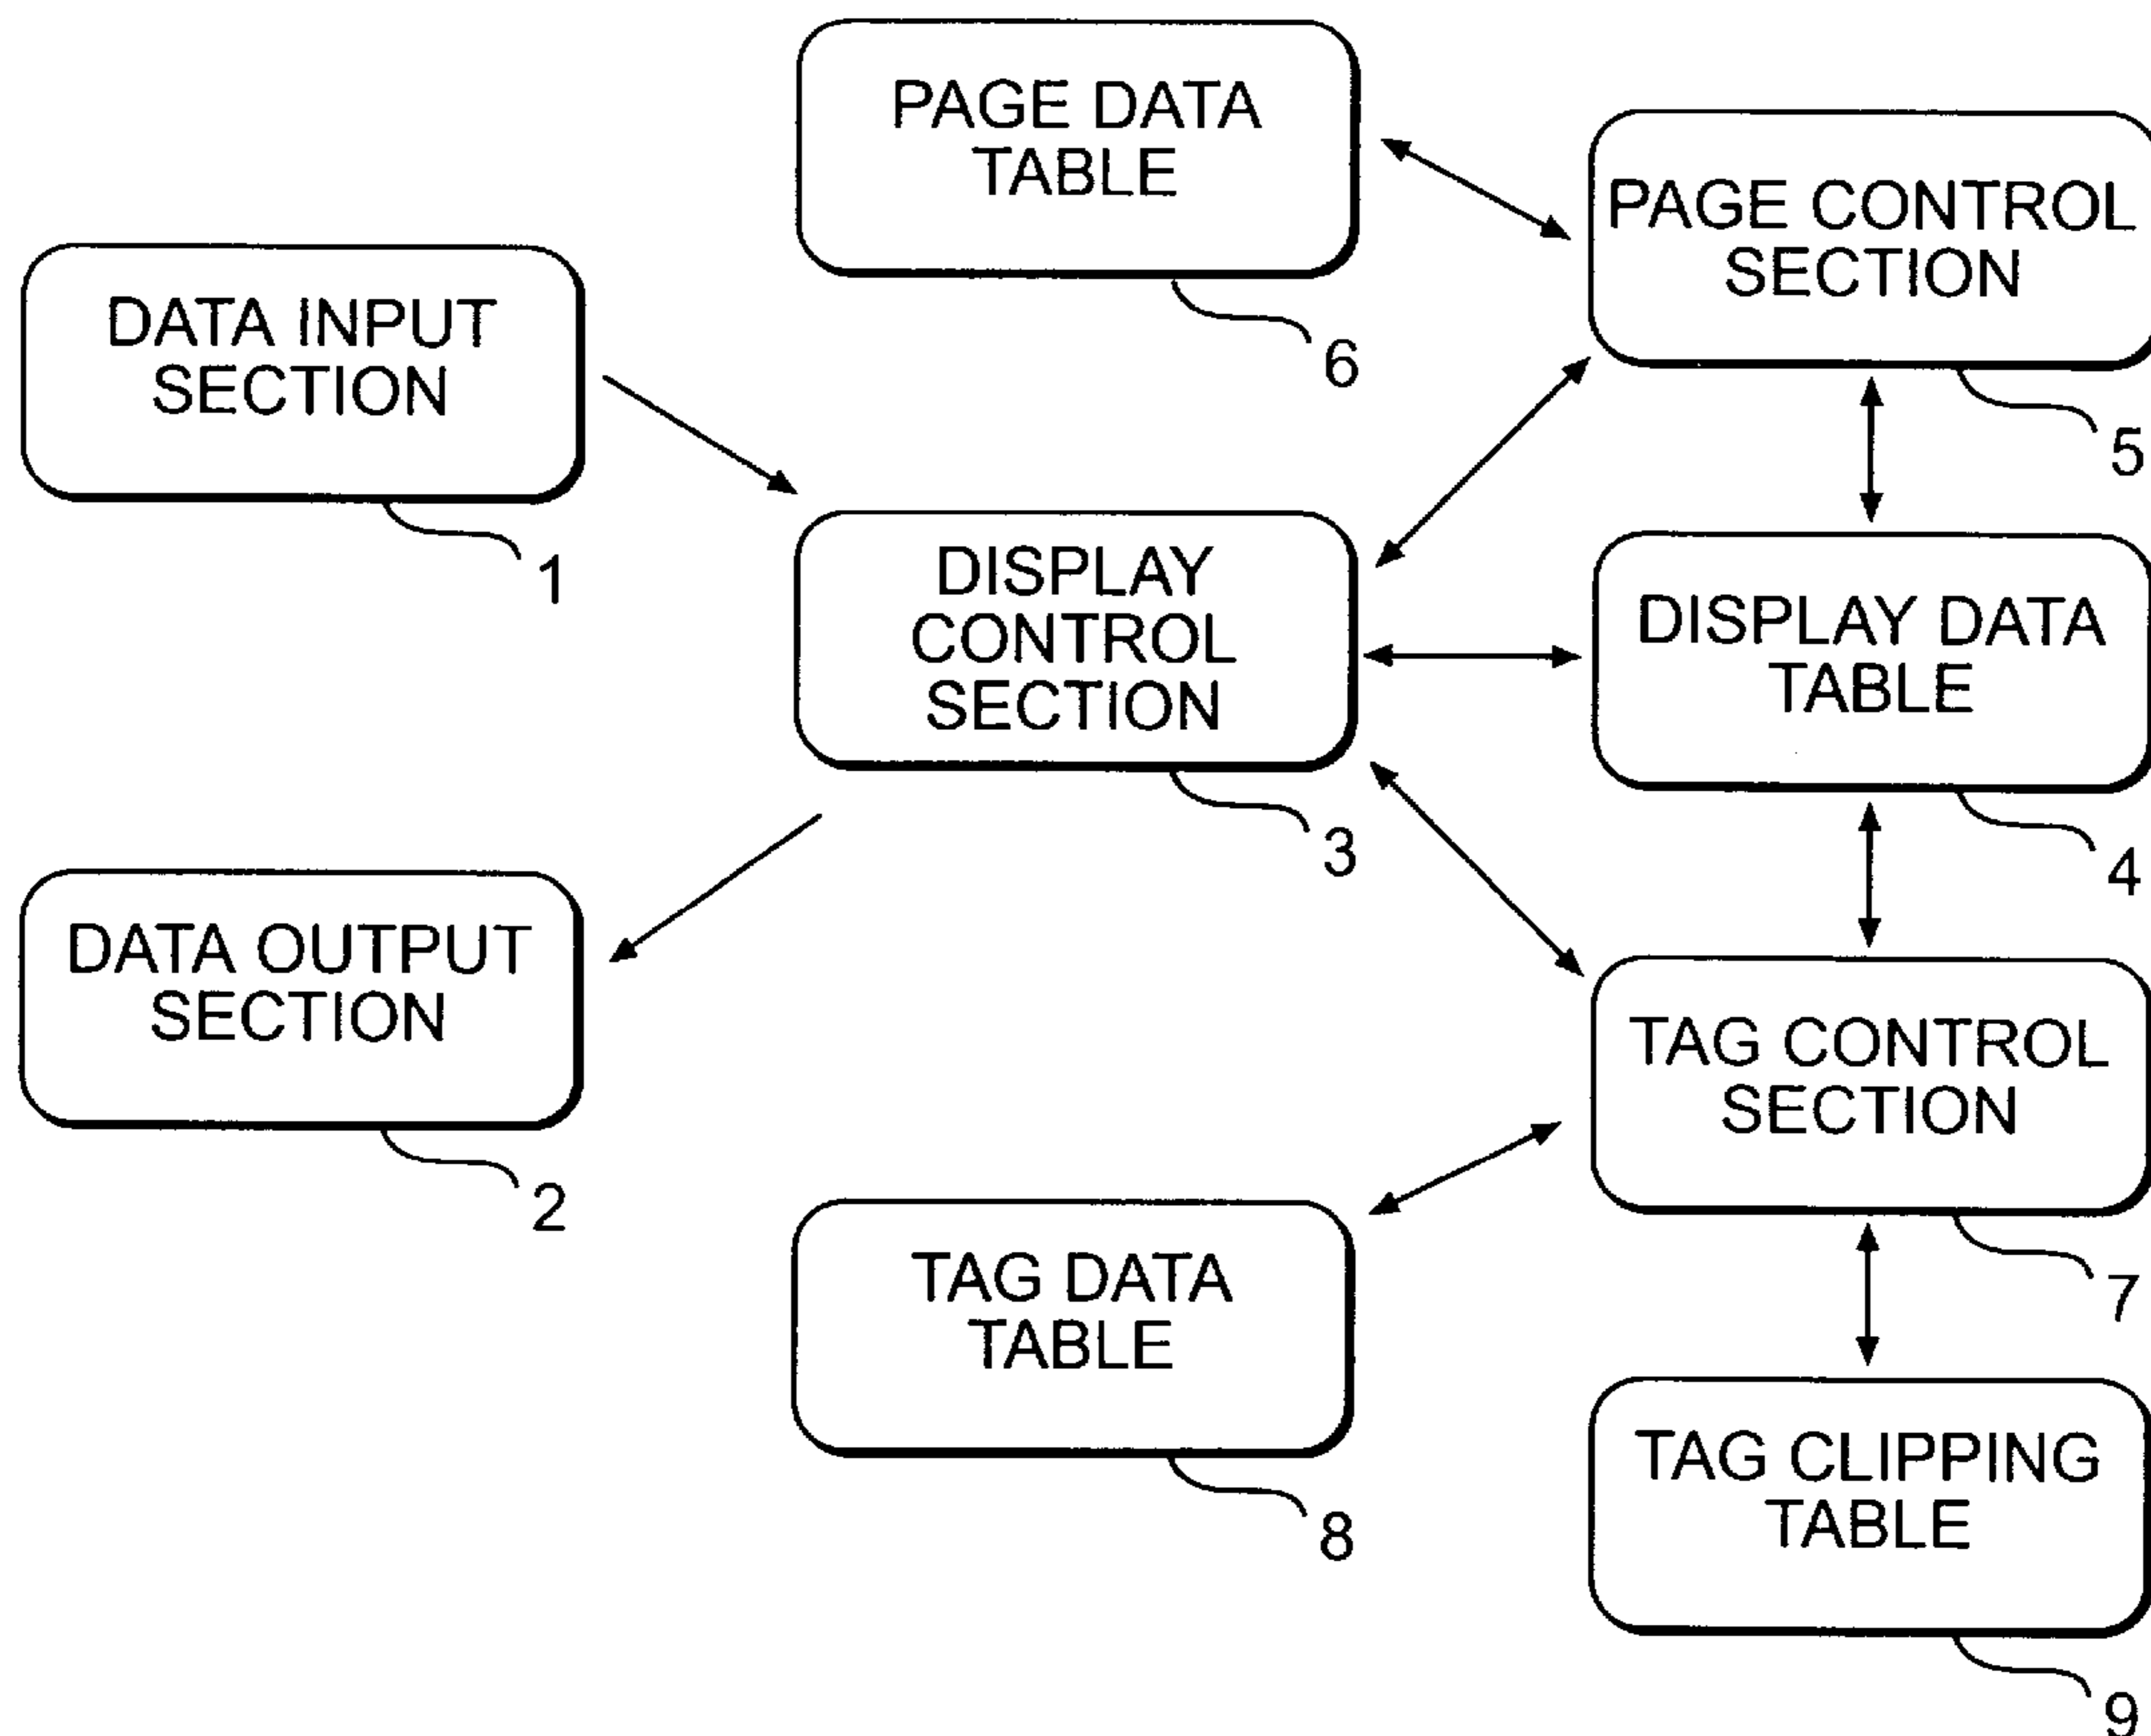 PAGE DATA
TABLE
6
PAGE CONTROL
SECTION
5
DATA INPUT
SECTION
1
DISPLAY
CONTROL
SECTION
3
DISPLAY DATA
TABLE
4
DATA OUTPUT
SECTION
2
TAG CONTROL
SECTION
7
TAG DATA
TABLE
8
TAG CLIPPING
TABLE
9